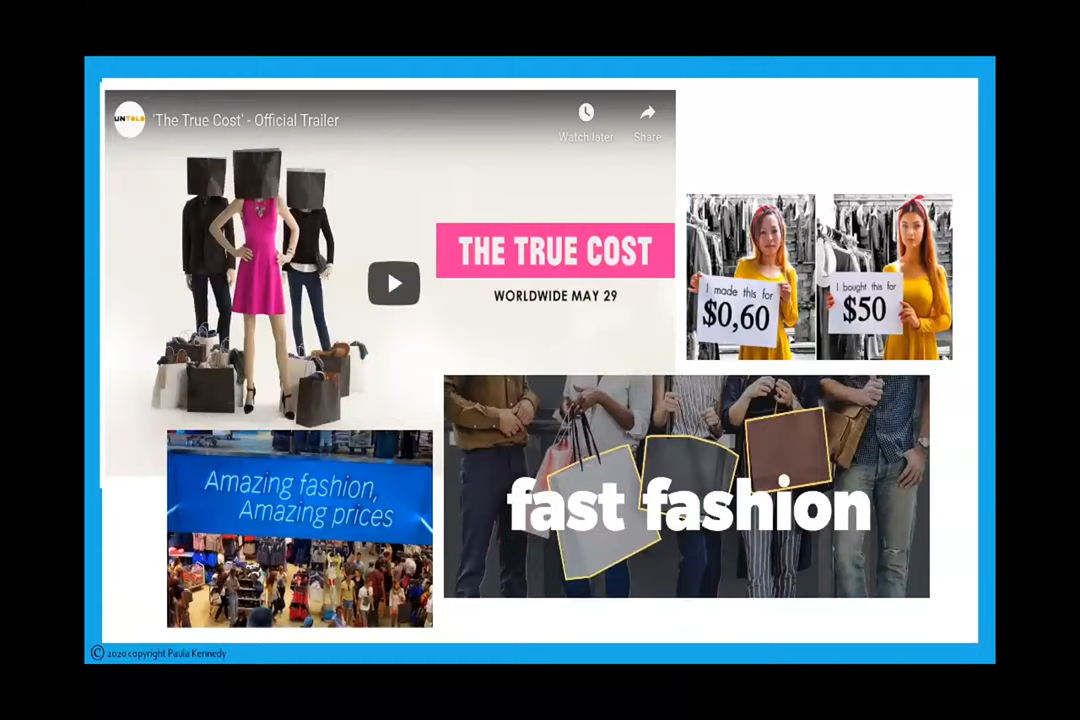 UNTOLD
'The True Cost' - Official Trailer
Watch later
Share
THE TRUE COST
WORLDWIDE MAY 29
I made this for
$0,60
I bought this for
$50
Amazing fashion,
Amazing prices
fast fashion
© 2020 copyright Paula Kennedy